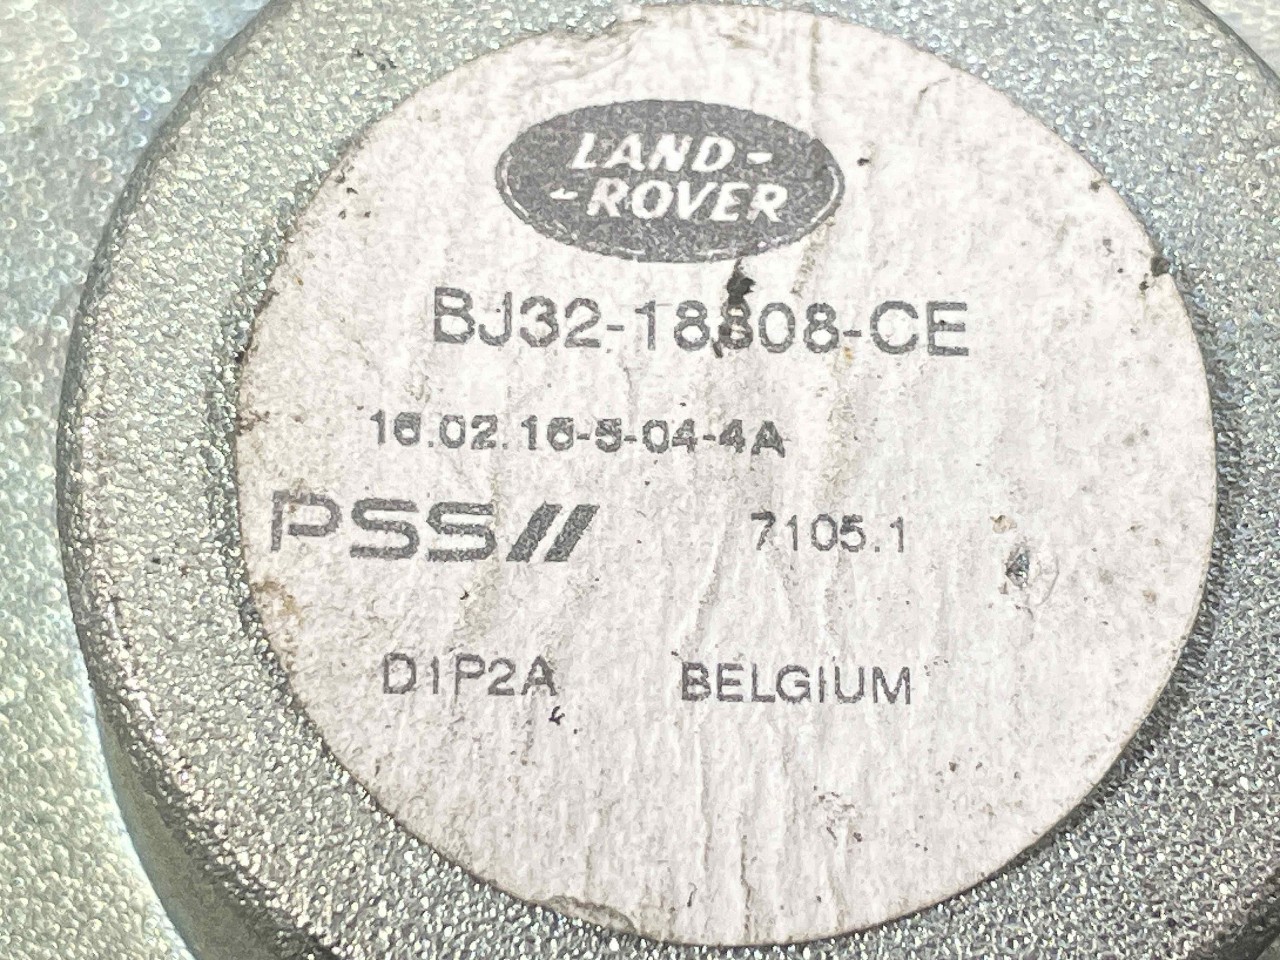 LAND-
-ROVER
BJ32-18808-CE
16.02.16-5-04-4A
PSS// 7105.1
D1P2A BELGIUM